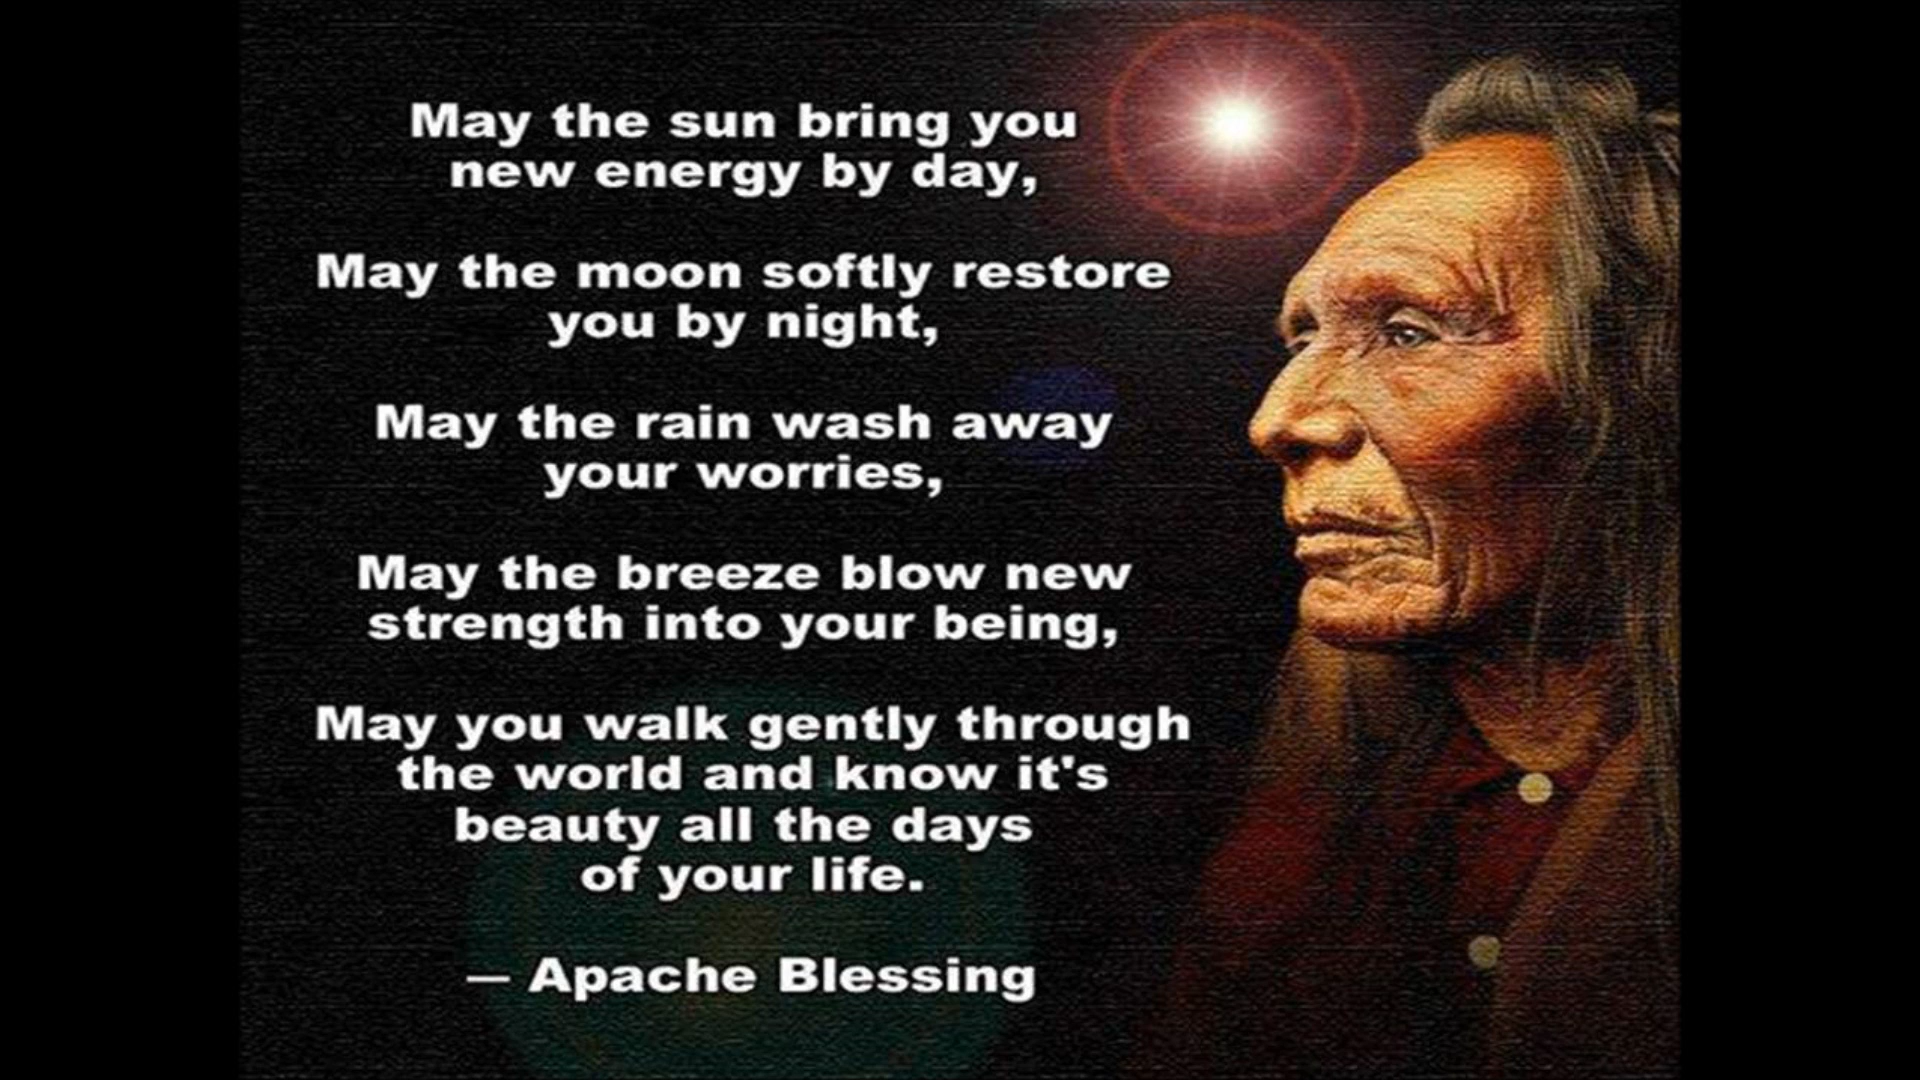 May the sun bring you
new energy by day,
May the moon softly restore
you by night,
May the rain wash away
your worries,
May the breeze blow new
strength into your being,
May you walk gently through
the world and know it's
beauty all the days
of your life.
— Apache Blessing